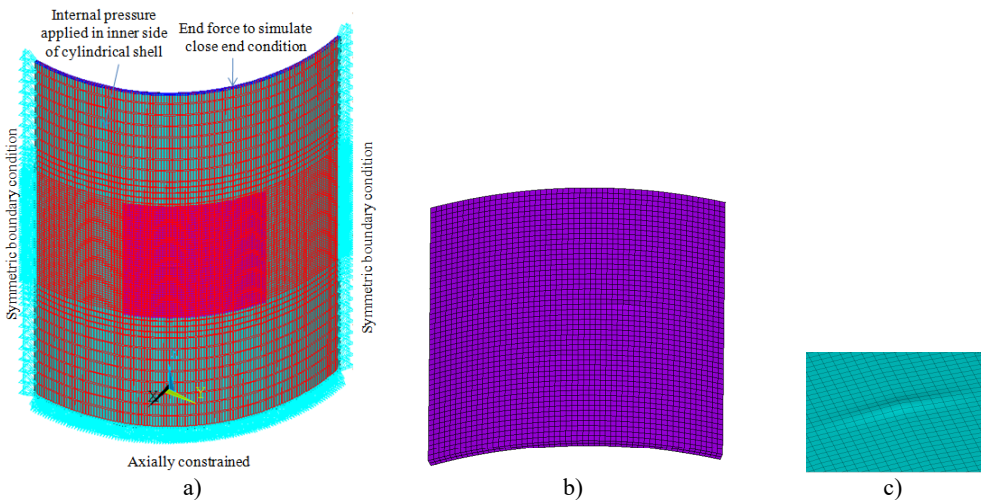 Internal pressure
applied in inner side
of cylindrical shell
End force to simulate
close end condition
Symmetric boundary condition
Symmetric boundary condition
X
Y
Axially constrained
a)
b)
c)